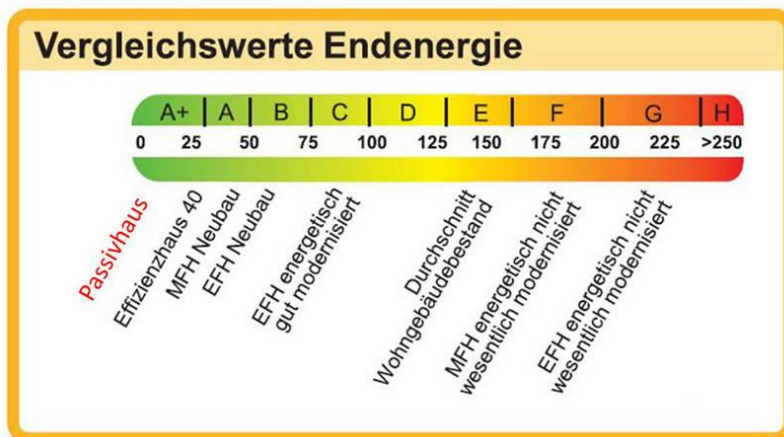 Vergleichswerte Endenergie
A+ A B C D E F G H
0 25 50 75 100 125 150 175 200 225 >250
Passivhaus
Effizienzhaus 40
MFH Neubau
EFH Neubau
EFH energetisch
gut modernisiert
Durchschnitt
Wohngebäudebestand
MFH energetisch nicht
wesentlich modernisiert
EFH energetisch nicht
wesentlich modernisiert